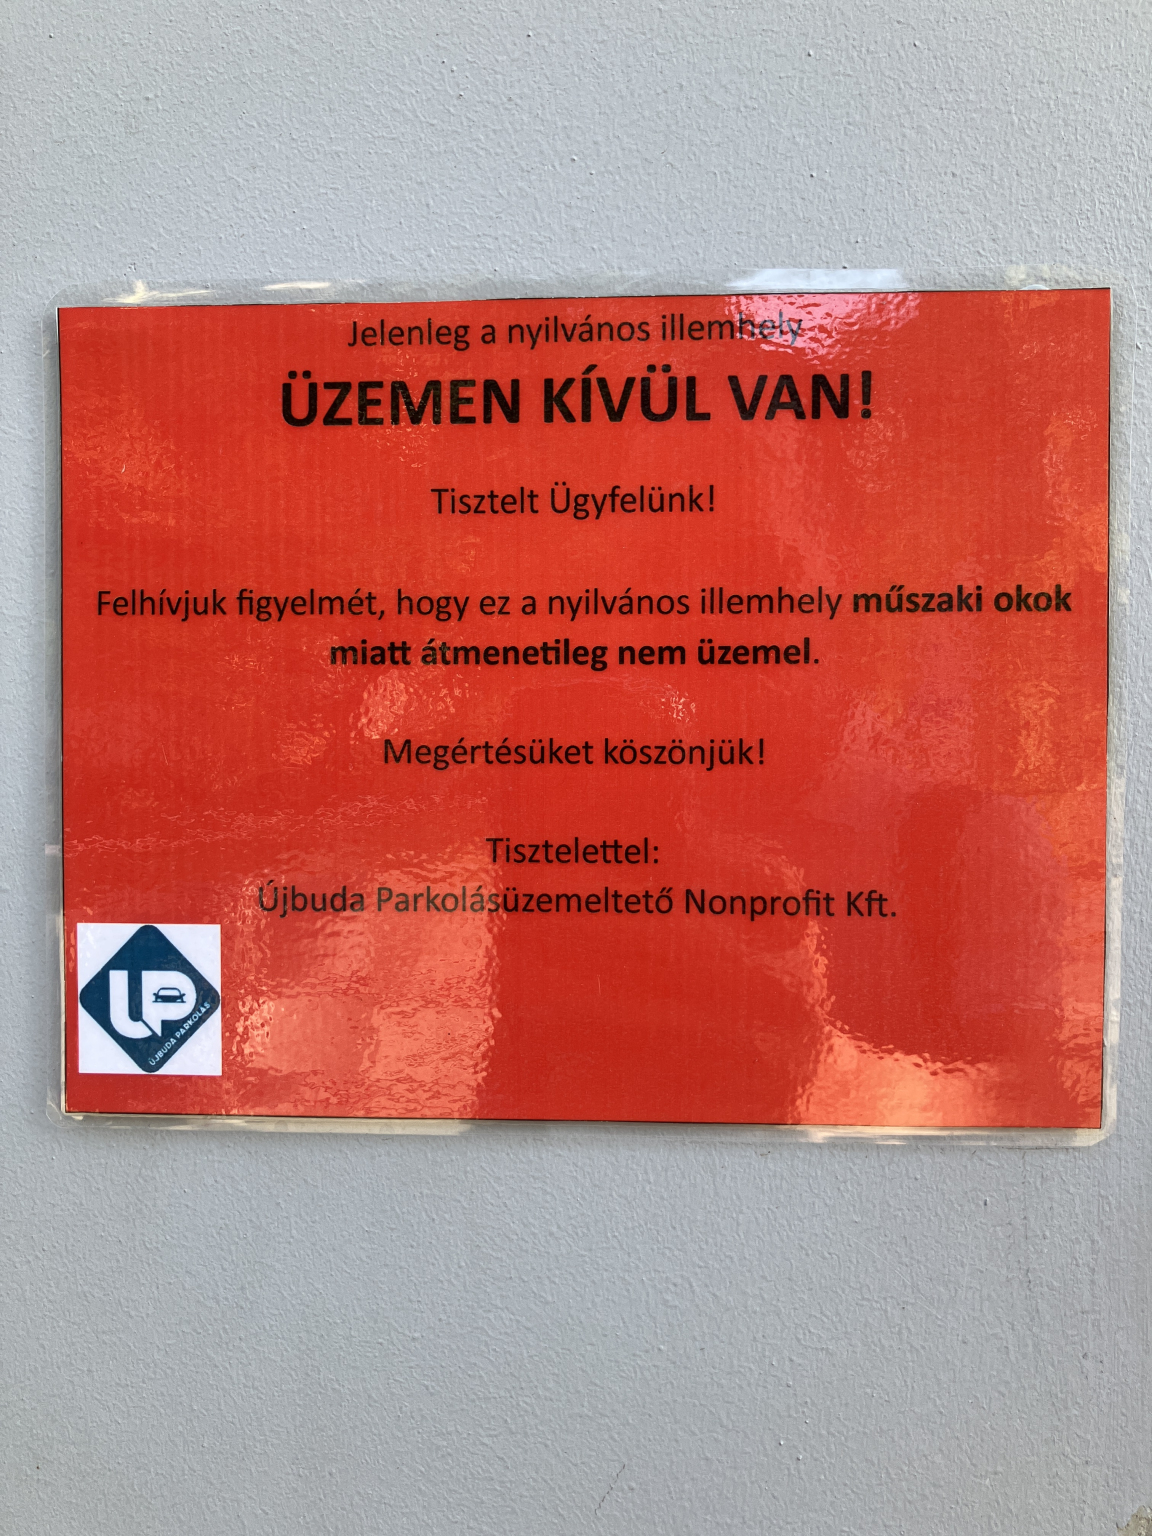 Jelenleg a nyilvános illemhely
ÜZEMEN KÍVÜL VAN!
Tisztelt Ügyfelünk!
Felhívjuk figyelmét, hogy ez a nyilvános illemhely műszaki okok
miatt átmenetileg nem üzemel.
Megértésüket köszönjük!
Tisztelettel:
Újbuda Parkolásüzemeltető Nonprofit Kft.
UP
ÚJBUDA PARKOLÁS